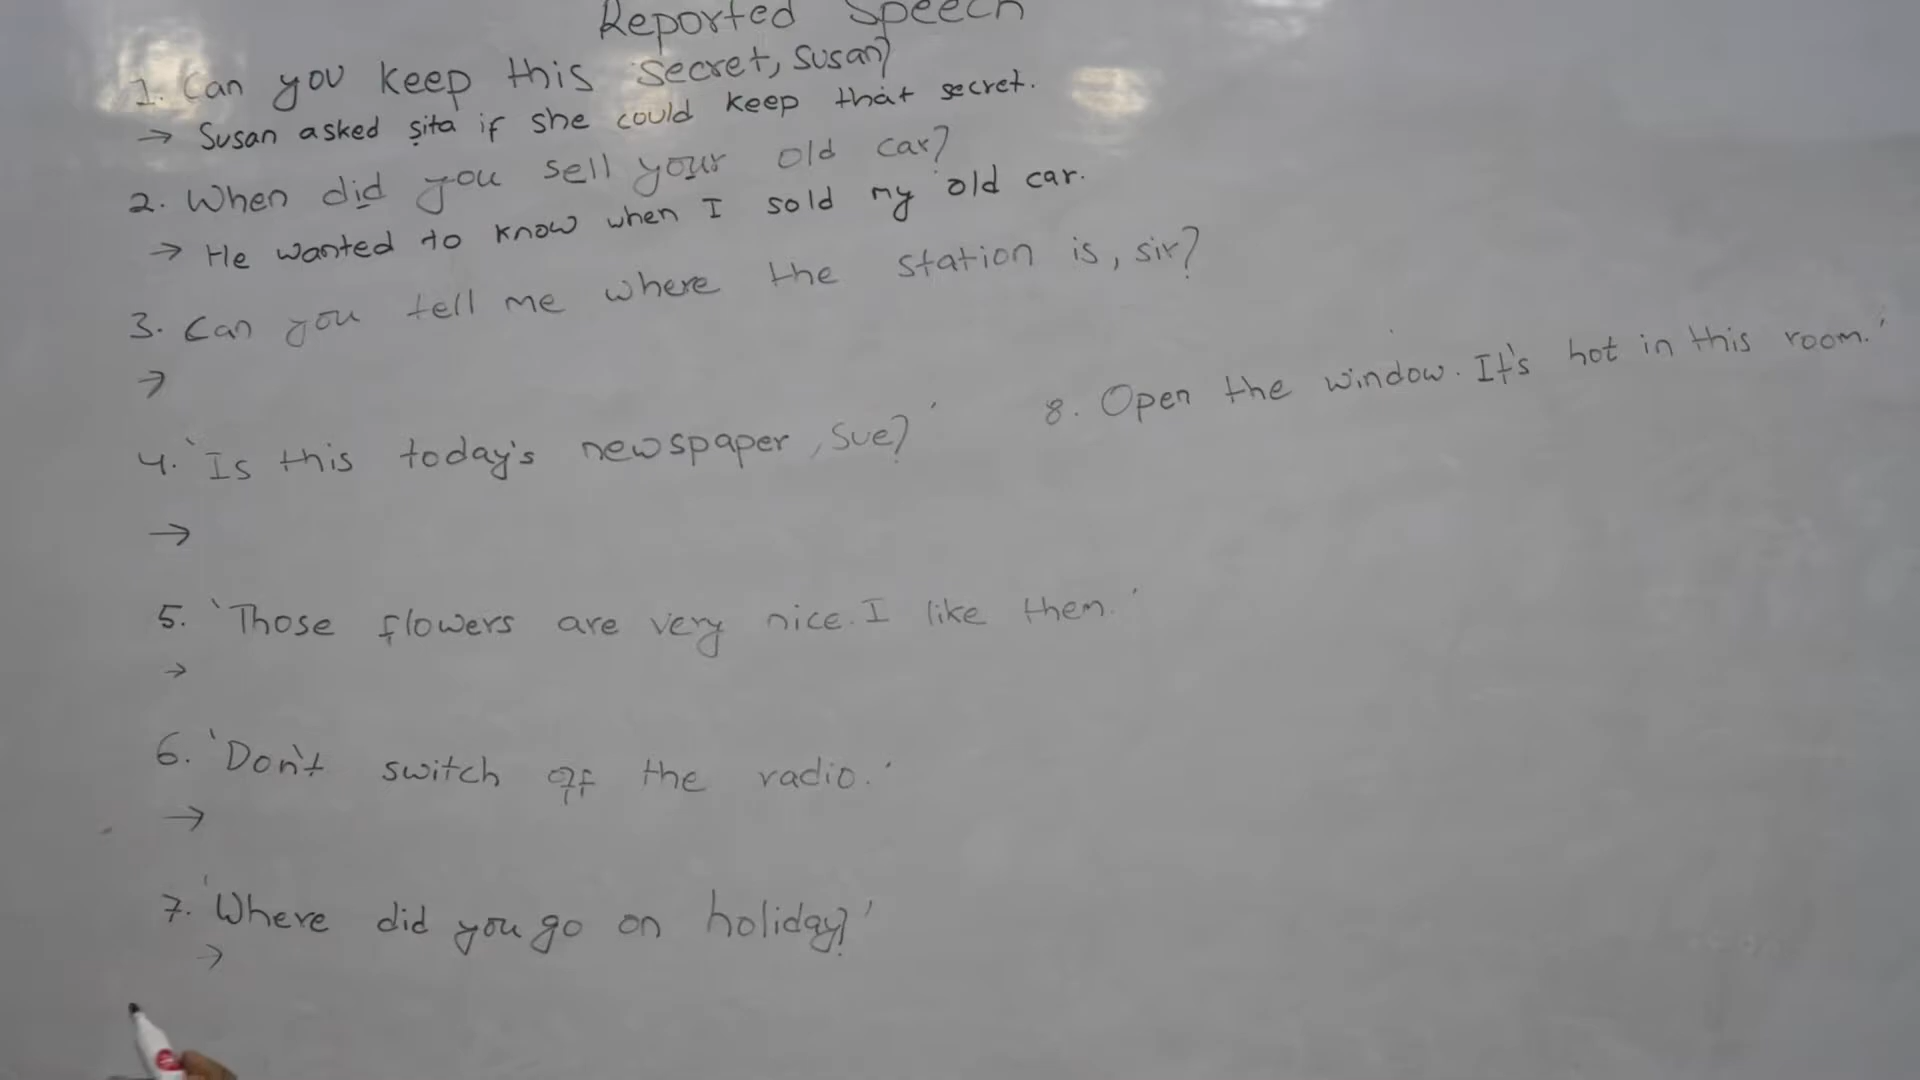 Reported Speech
1. Can you keep this secret, Susan?
→ Susan asked sita if she could keep that secret.
2. When did you sell your old car?
→ He wanted to know when I sold my old car.
3. Can you tell me where the station is, sir?
→
4. 'Is this today's newspaper, Sue?'
→
5. 'Those flowers are very nice. I like them.'
→
6. 'Don't switch off the radio.'
→
7. 'Where did you go on holiday?'
→
8. Open the window. It's hot in this room.'